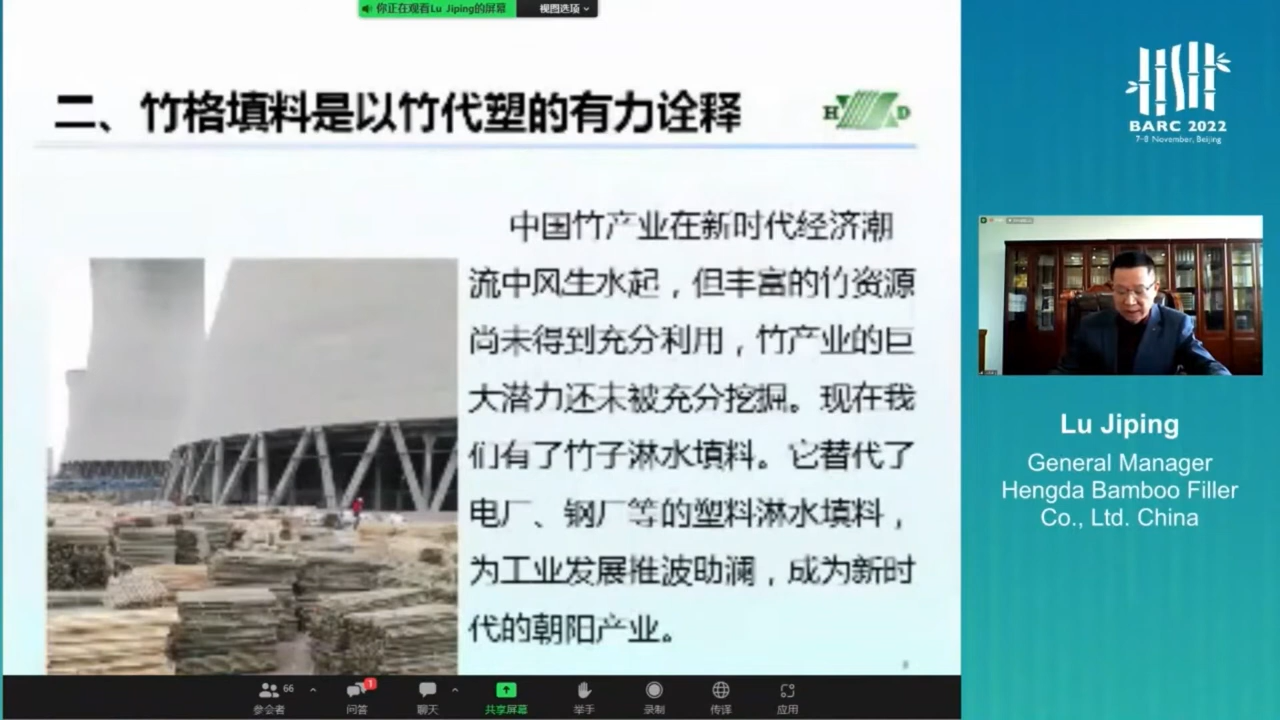 你正在观看Lu Jiping的屏幕
视图选项
二、竹格填料是以竹代塑的有力诠释
H D
中国竹产业在新时代经济潮
流中风生水起，但丰富的竹资源
尚未得到充分利用，竹产业的巨
大潜力还未被充分挖掘。现在我
们有了竹子淋水填料。它替代了
电厂、钢厂等的塑料淋水填料，
为工业发展推波助澜，成为新时
代的朝阳产业。
BARC 2022
7-8 November, Beijing
Lu Jiping
General Manager
Hengda Bamboo Filler
Co., Ltd. China
66
参会者
1
问答
聊天
共享屏幕
举手
录制
传译
应用